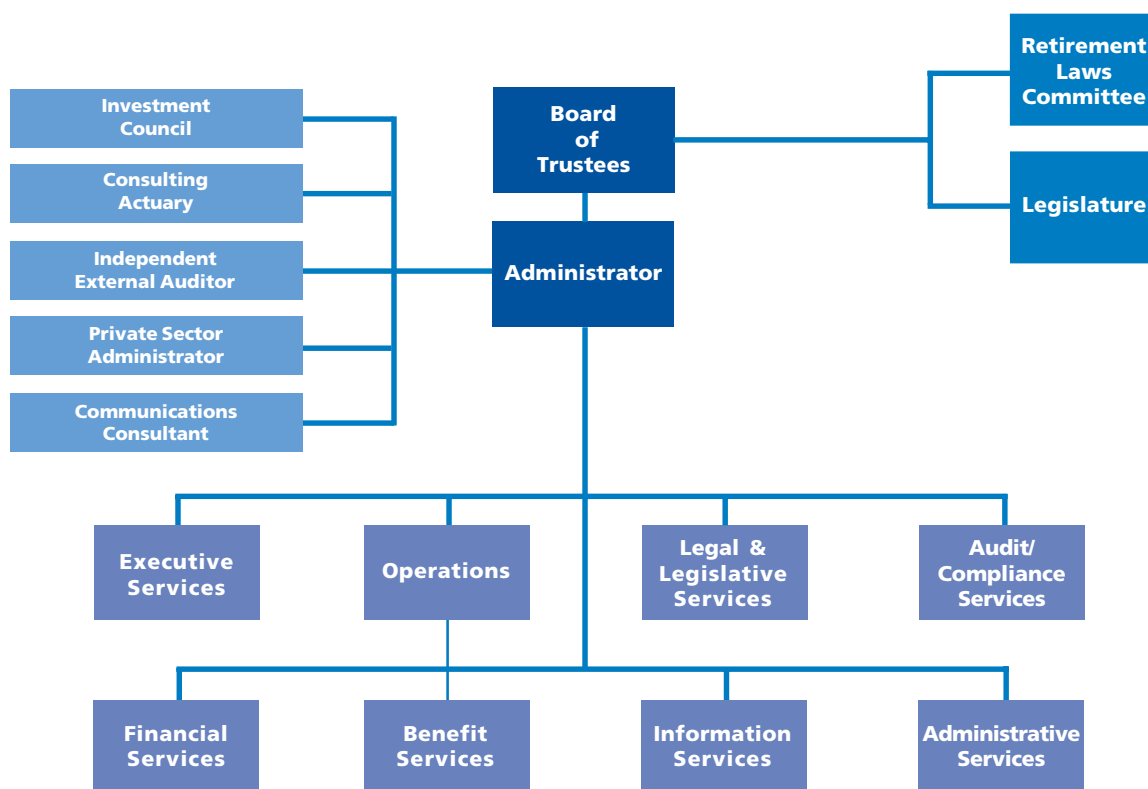 Retirement
Laws
Committee
Investment
Council
Board
of
Trustees
Consulting
Actuary
Legislature
Independent
External Auditor
Administrator
Private Sector
Administrator
Communications
Consultant
Executive
Services
Operations
Legal &
Legislative
Services
Audit/
Compliance
Services
Financial
Services
Benefit
Services
Information
Services
Administrative
Services